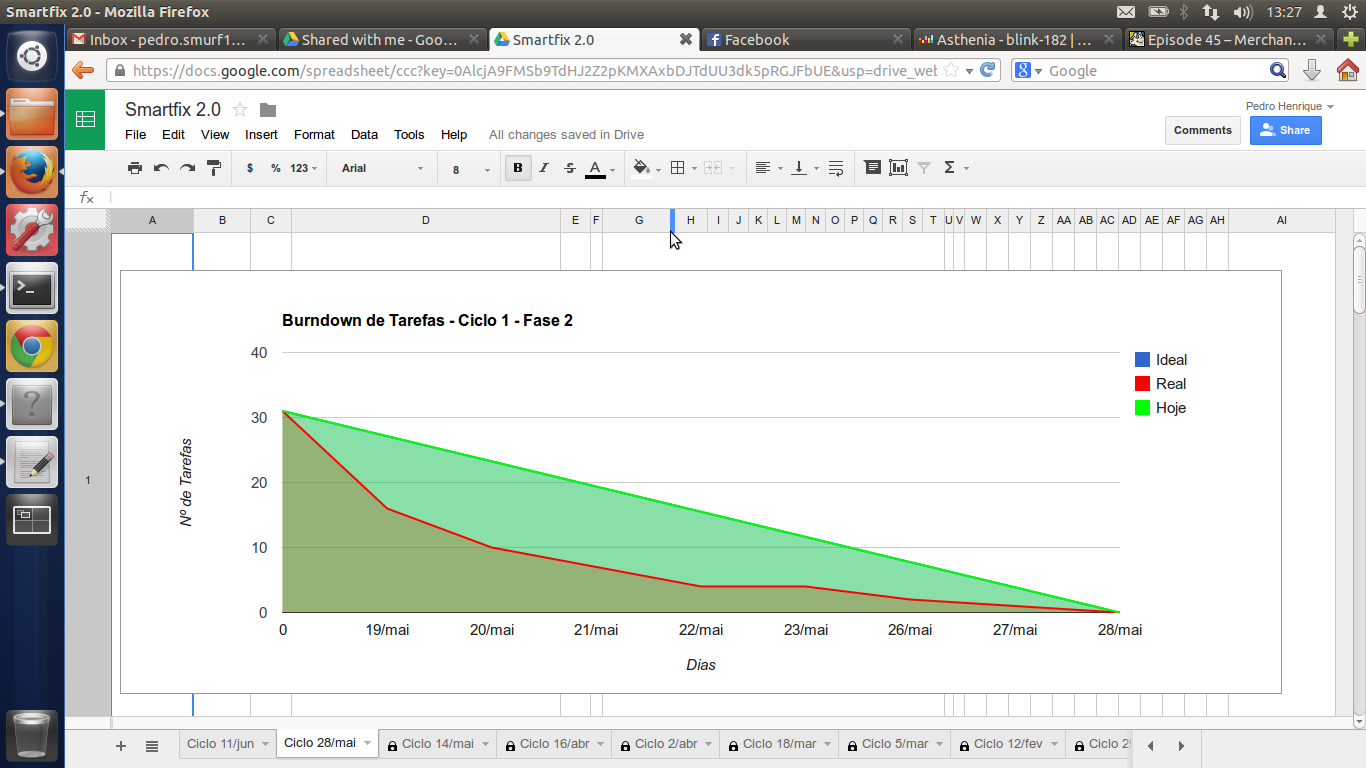 Smartfix 2.0 - Mozilla Firefox
13:27
Inbox - pedro.smurf1...
Shared with me - Goo...
Smartfix 2.0
Facebook
Asthenia - blink-182 | ...
Episode 45 – Merchan...
https://docs.google.com/spreadsheet/ccc?key=0AlcjA9FMSb9TdHJ2Z2pKMXAxbDJTdUU3dk5pRGJFbUE&usp=drive_web
Google
Smartfix 2.0
Pedro Henrique
File Edit View Insert Format Data Tools Help All changes saved in Drive
Comments
Share
$ % 123 Arial 8 B I S A Σ
fx
A B C D E F G H I J K L M N O P Q R S T U V W X Y Z AA AB AC AD AE AF AG AH AI
1
Burndown de Tarefas - Ciclo 1 - Fase 2
40
30
20
10
0
Nº de Tarefas
Ideal
Real
Hoje
0 19/mai 20/mai 21/mai 22/mai 23/mai 26/mai 27/mai 28/mai
Dias
Ciclo 11/jun Ciclo 28/mai Ciclo 14/mai Ciclo 16/abr Ciclo 2/abr Ciclo 18/mar Ciclo 5/mar Ciclo 12/fev